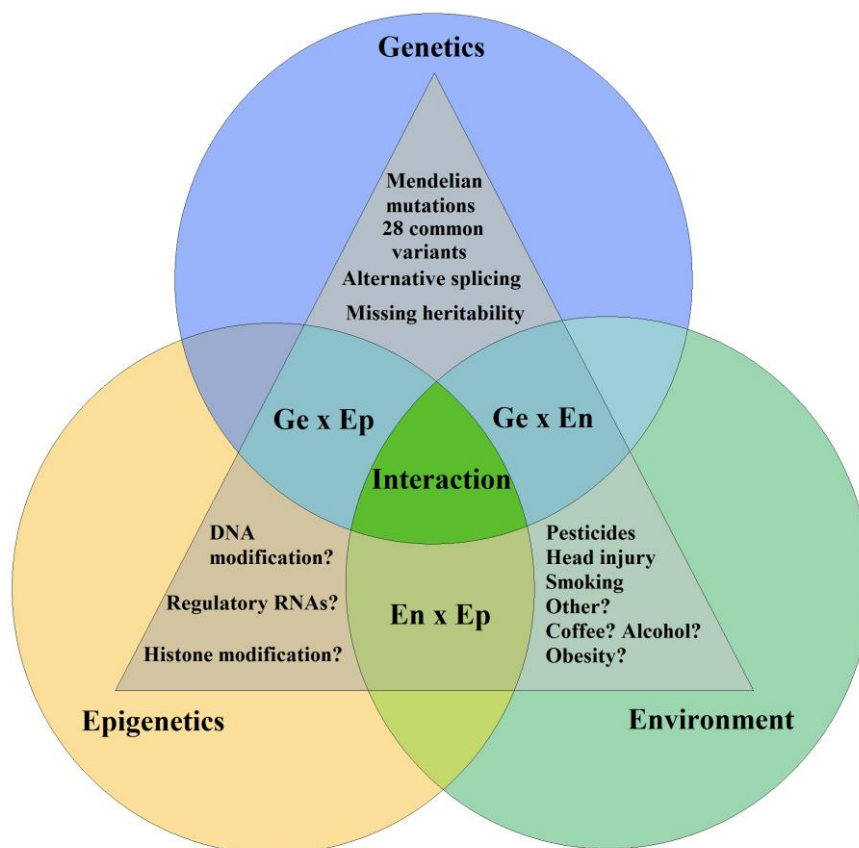 Genetics
Mendelian
mutations
28 common
variants
Alternative splicing
Missing heritability
Ge x Ep
Ge x En
Interaction
DNA
modification?
Regulatory RNAs?
Histone modification?
En x Ep
Pesticides
Head injury
Smoking
Other?
Coffee? Alcohol?
Obesity?
Epigenetics
Environment